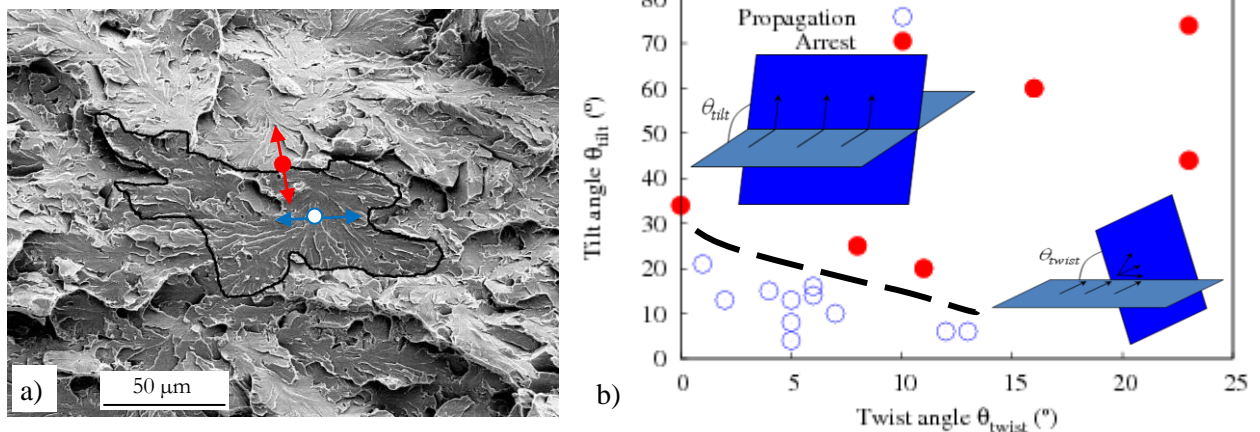 a)
50 μm
b)
Propagation
Arrest
θtilt
θtwist
Tilt angle θtilt (°)
80
70
60
50
40
30
20
10
0
0 5 10 15 20 25
Twist angle θtwist (°)